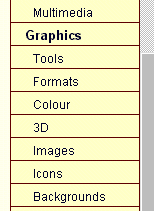 Multimedia
Graphics
Tools
Formats
Colour
3D
Images
Icons
Backgrounds